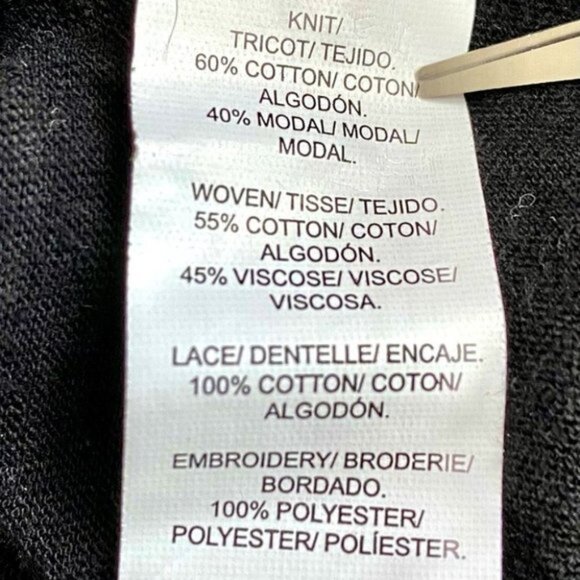 KNIT/
TRICOT/ TEJIDO.
60% COTTON/ COTON/
ALGODÓN.
40% MODAL/ MODAL/
MODAL.
WOVEN/ TISSE/ TEJIDO.
55% COTTON/ COTON/
ALGODÓN.
45% VISCOSE/ VISCOSE/
VISCOSA.
LACE/ DENTELLE/ ENCAJE.
100% COTTON/ COTON/
ALGODÓN.
EMBROIDERY/ BRODERIE/
BORDADO.
100% POLYESTER/
POLYESTER/ POLÍESTER.